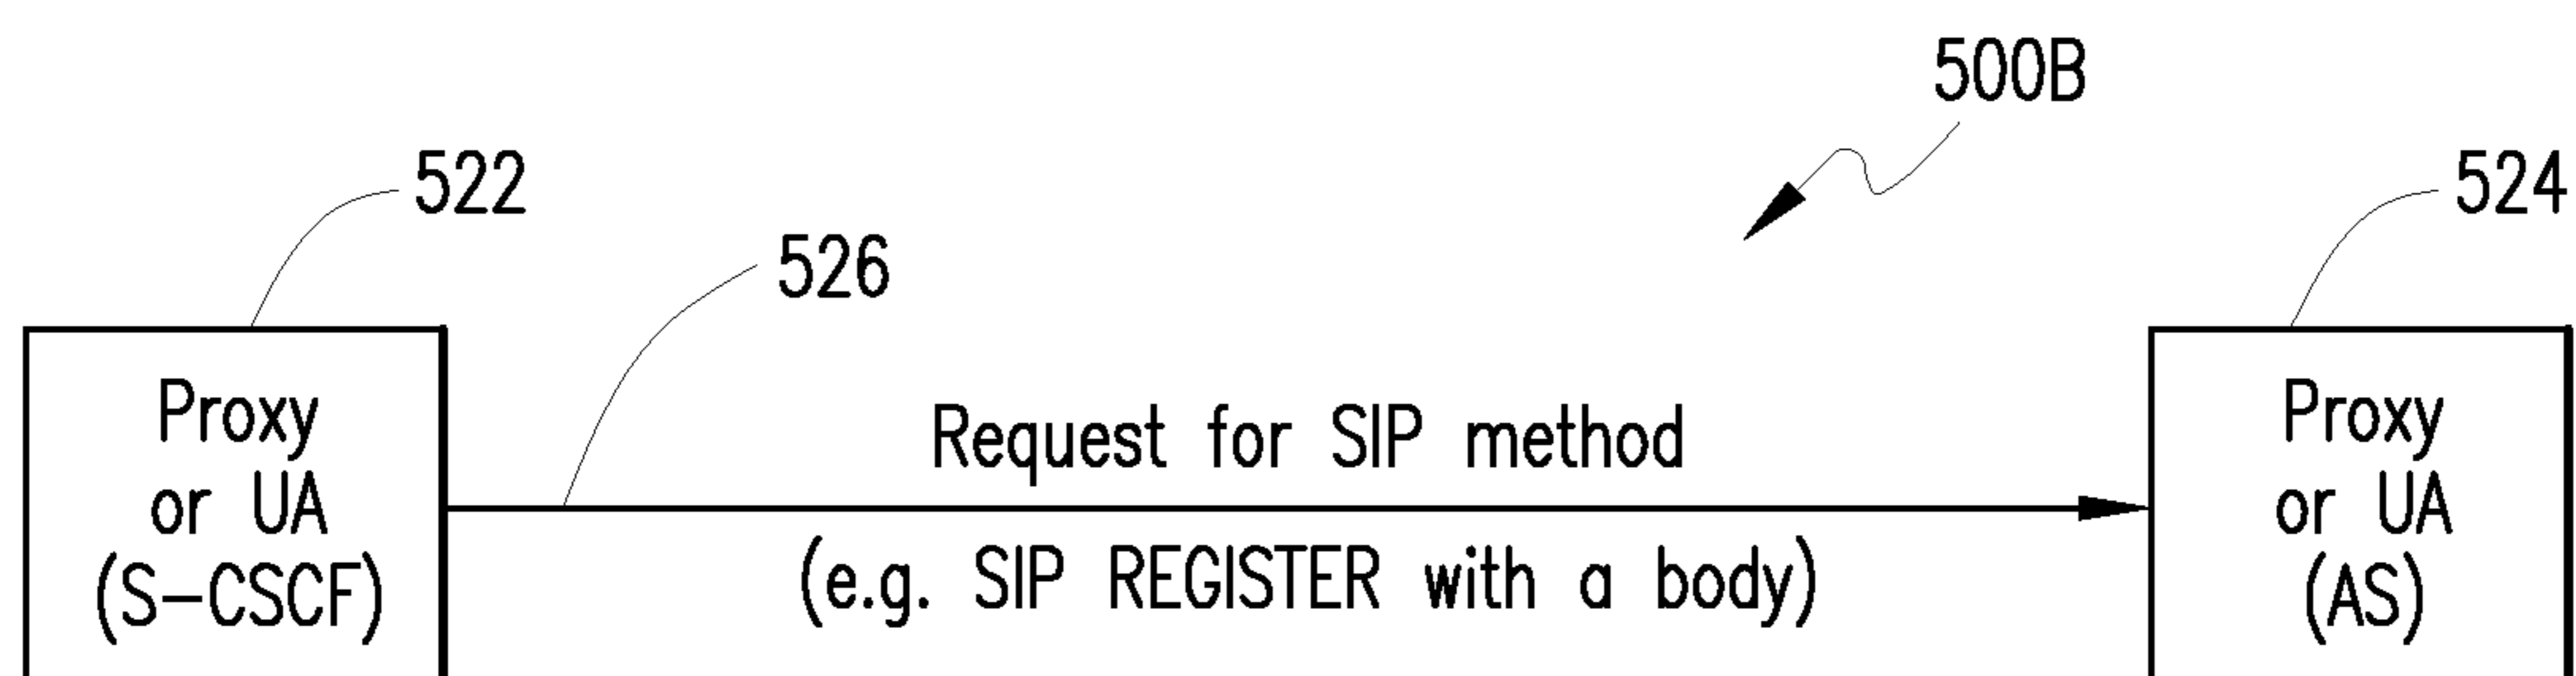 500B
522
524
526
Proxy
or UA
(S-CSCF)
Request for SIP method
(e.g. SIP REGISTER with a body)
Proxy
or UA
(AS)